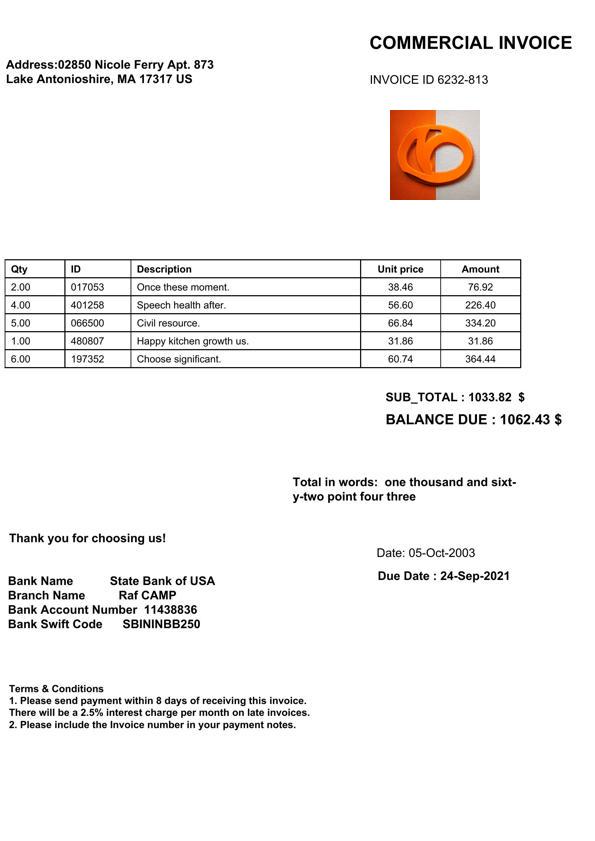 COMMERCIAL INVOICE
Address:02850 Nicole Ferry Apt. 873
Lake Antonioshire, MA 17317 US
INVOICE ID 6232-813
Qty ID Description Unit price Amount
2.00 017053 Once these moment. 38.46 76.92
4.00 401258 Speech health after. 56.60 226.40
5.00 066500 Civil resource. 66.84 334.20
1.00 480807 Happy kitchen growth us. 31.86 31.86
6.00 197352 Choose significant. 60.74 364.44
SUB_TOTAL : 1033.82 $
BALANCE DUE : 1062.43 $
Total in words: one thousand and sixt-
y-two point four three
Thank you for choosing us!
Date: 05-Oct-2003
Due Date : 24-Sep-2021
Bank Name State Bank of USA
Branch Name Raf CAMP
Bank Account Number 11438836
Bank Swift Code SBININBB250
Terms & Conditions
1. Please send payment within 8 days of receiving this invoice.
There will be a 2.5% interest charge per month on late invoices.
2. Please include the Invoice number in your payment notes.